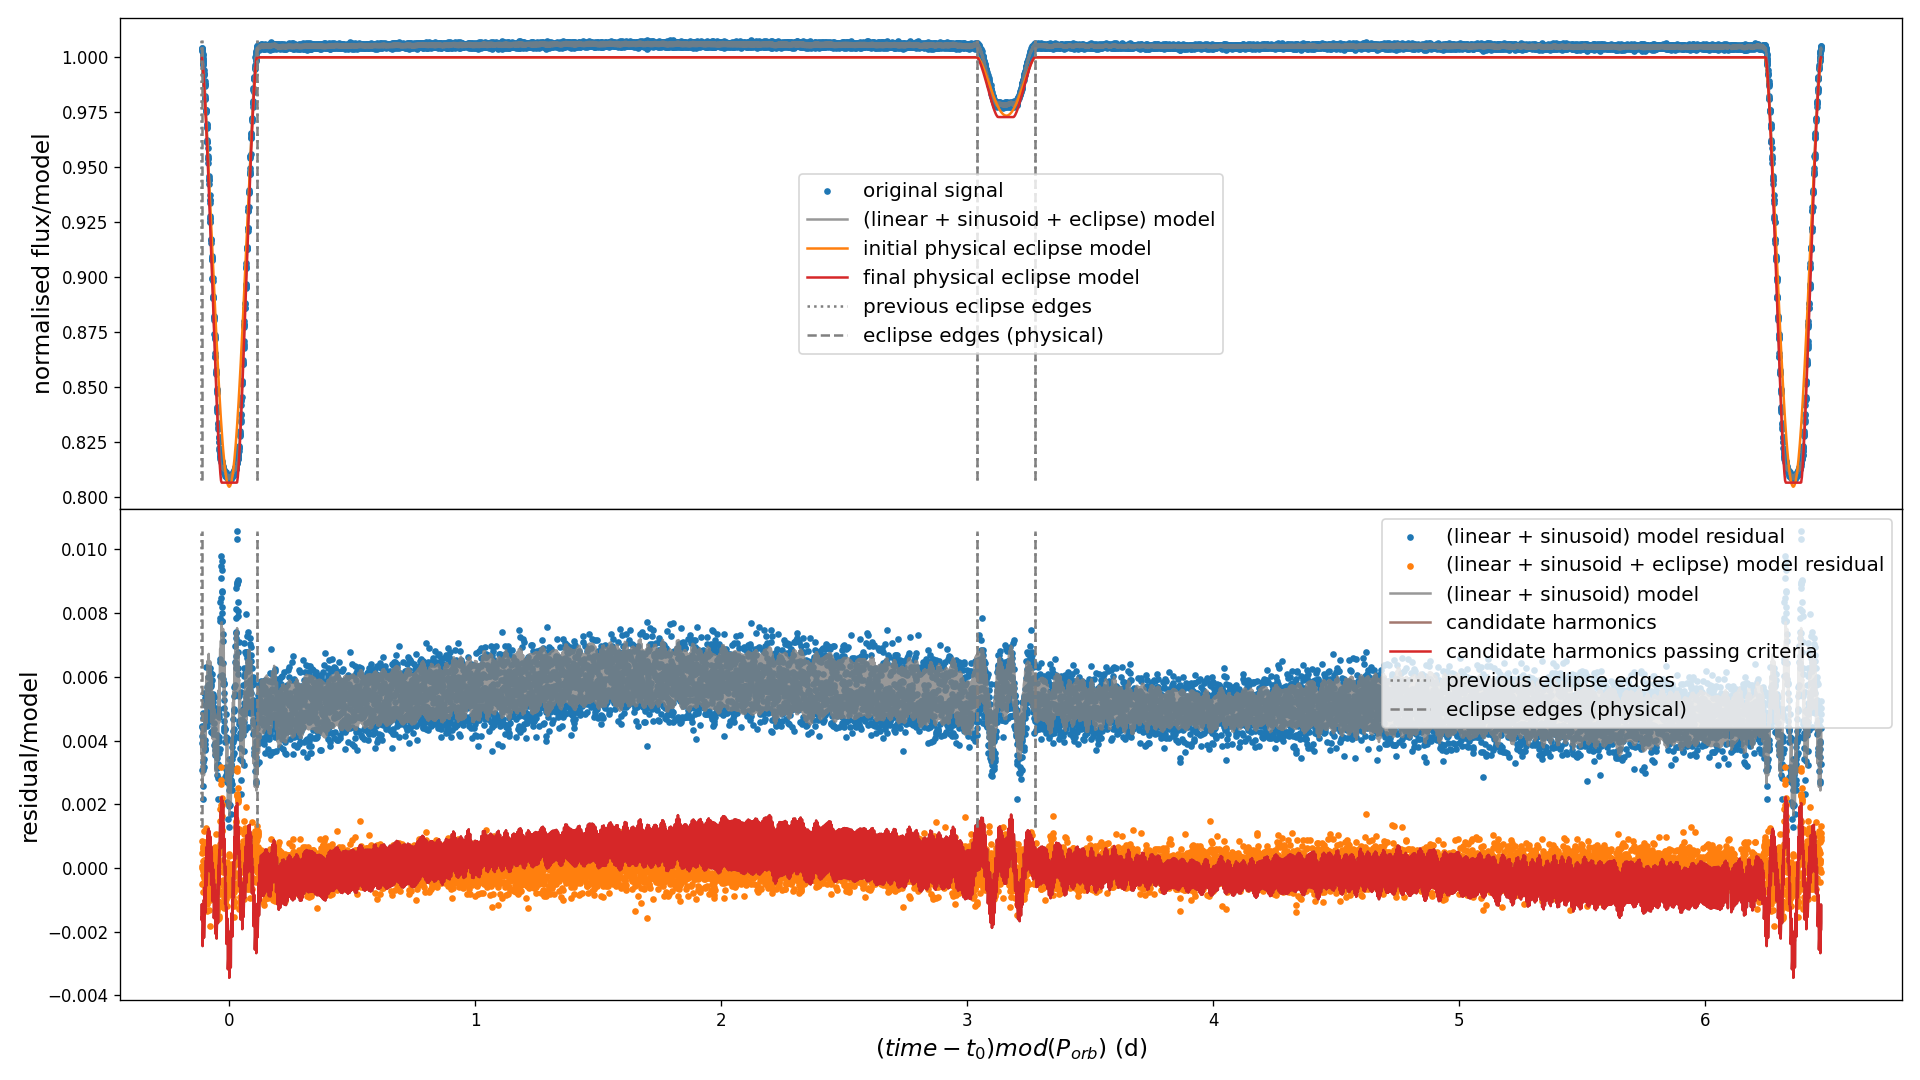 normalised flux/model
1.000
0.975
0.950
0.925
0.900
0.875
0.850
0.825
0.800
original signal
(linear + sinusoid + eclipse) model
initial physical eclipse model
final physical eclipse model
previous eclipse edges
eclipse edges (physical)
residual/model
0.010
0.008
0.006
0.004
0.002
0.000
−0.002
−0.004
(linear + sinusoid) model residual
(linear + sinusoid + eclipse) model residual
(linear + sinusoid) model
candidate harmonics
candidate harmonics passing criteria
previous eclipse edges
eclipse edges (physical)
0 1 2 3 4 5 6
(time − t₀)mod(Pₒᵣb) (d)